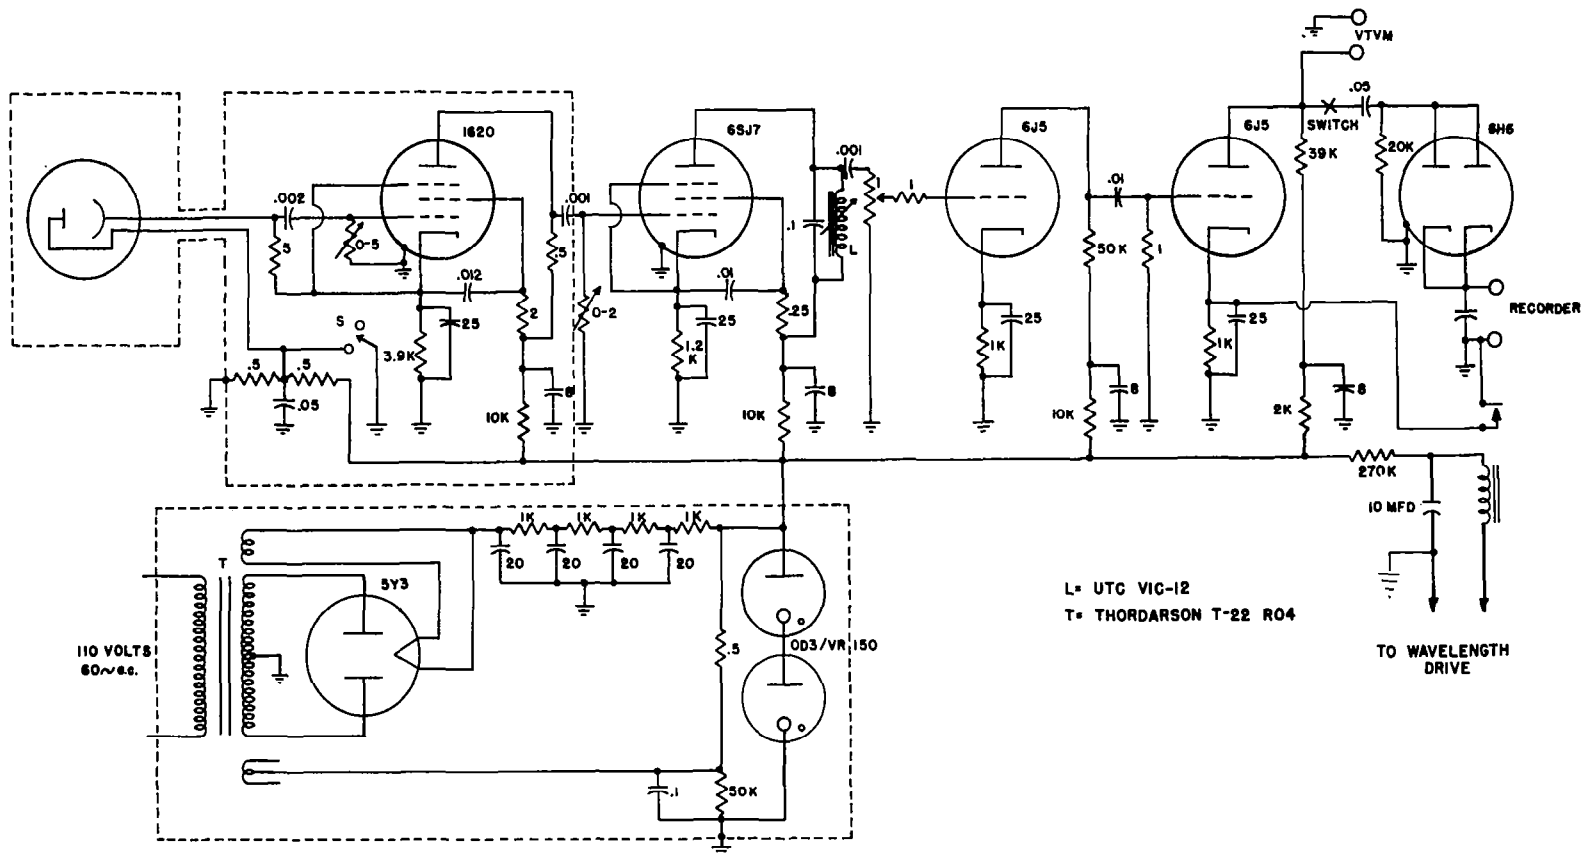 VTVM
.05
SWITCH
6H6
20K
39K
6J5
.01
50K
1
6J5
1
1
.001
.1
L
6SJ7
.001
1620
.002
.5
0-5
.012
.5
2
25
3.9K
S
.5
.5
.05
10K
8
0-2
.01
.25
25
1.2
K
10K
8
25
1K
8
10K
25
1K
2K
8
RECORDER
270K
10 MFD
TO WAVELENGTH
DRIVE
L= UTC VIC-12
T= THORDARSON T-22 R04
1K
1K
1K
1K
20
20
20
20
T
5Y3
110 VOLTS
60~a.c.
OD3/VR 150
.5
.1
50K